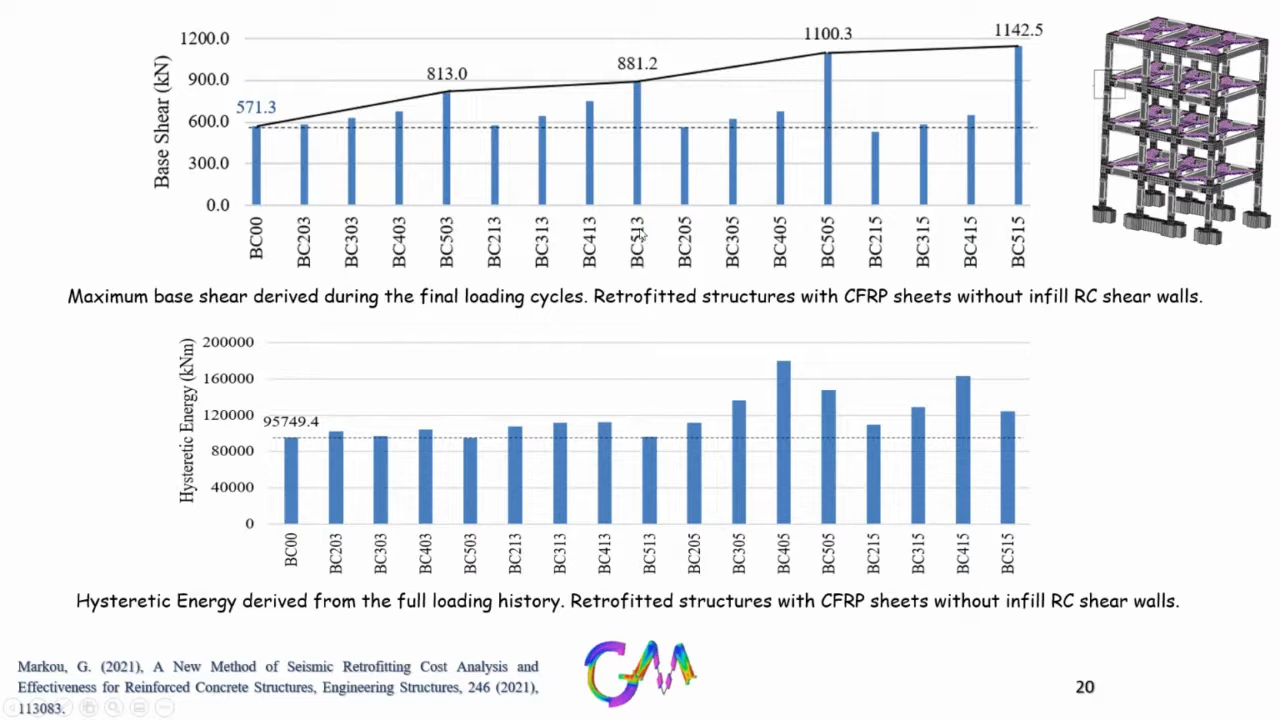 1200.0
900.0
600.0
300.0
0.0
Base Shear (kN)
571.3
813.0
881.2
1100.3
1142.5
BC00
BC203
BC303
BC403
BC503
BC213
BC313
BC413
BC513
BC205
BC305
BC405
BC505
BC215
BC315
BC415
BC515
Maximum base shear derived during the final loading cycles. Retrofitted structures with CFRP sheets without infill RC shear walls.
200000
160000
120000
80000
40000
0
Hysteretic Energy (kNm)
95749.4
BC00
BC203
BC303
BC403
BC503
BC213
BC313
BC413
BC513
BC205
BC305
BC405
BC505
BC215
BC315
BC415
BC515
Hysteretic Energy derived from the full loading history. Retrofitted structures with CFRP sheets without infill RC shear walls.
Markou, G. (2021), A New Method of Seismic Retrofitting Cost Analysis and
Effectiveness for Reinforced Concrete Structures, Engineering Structures, 246 (2021),
113083.
GM
20